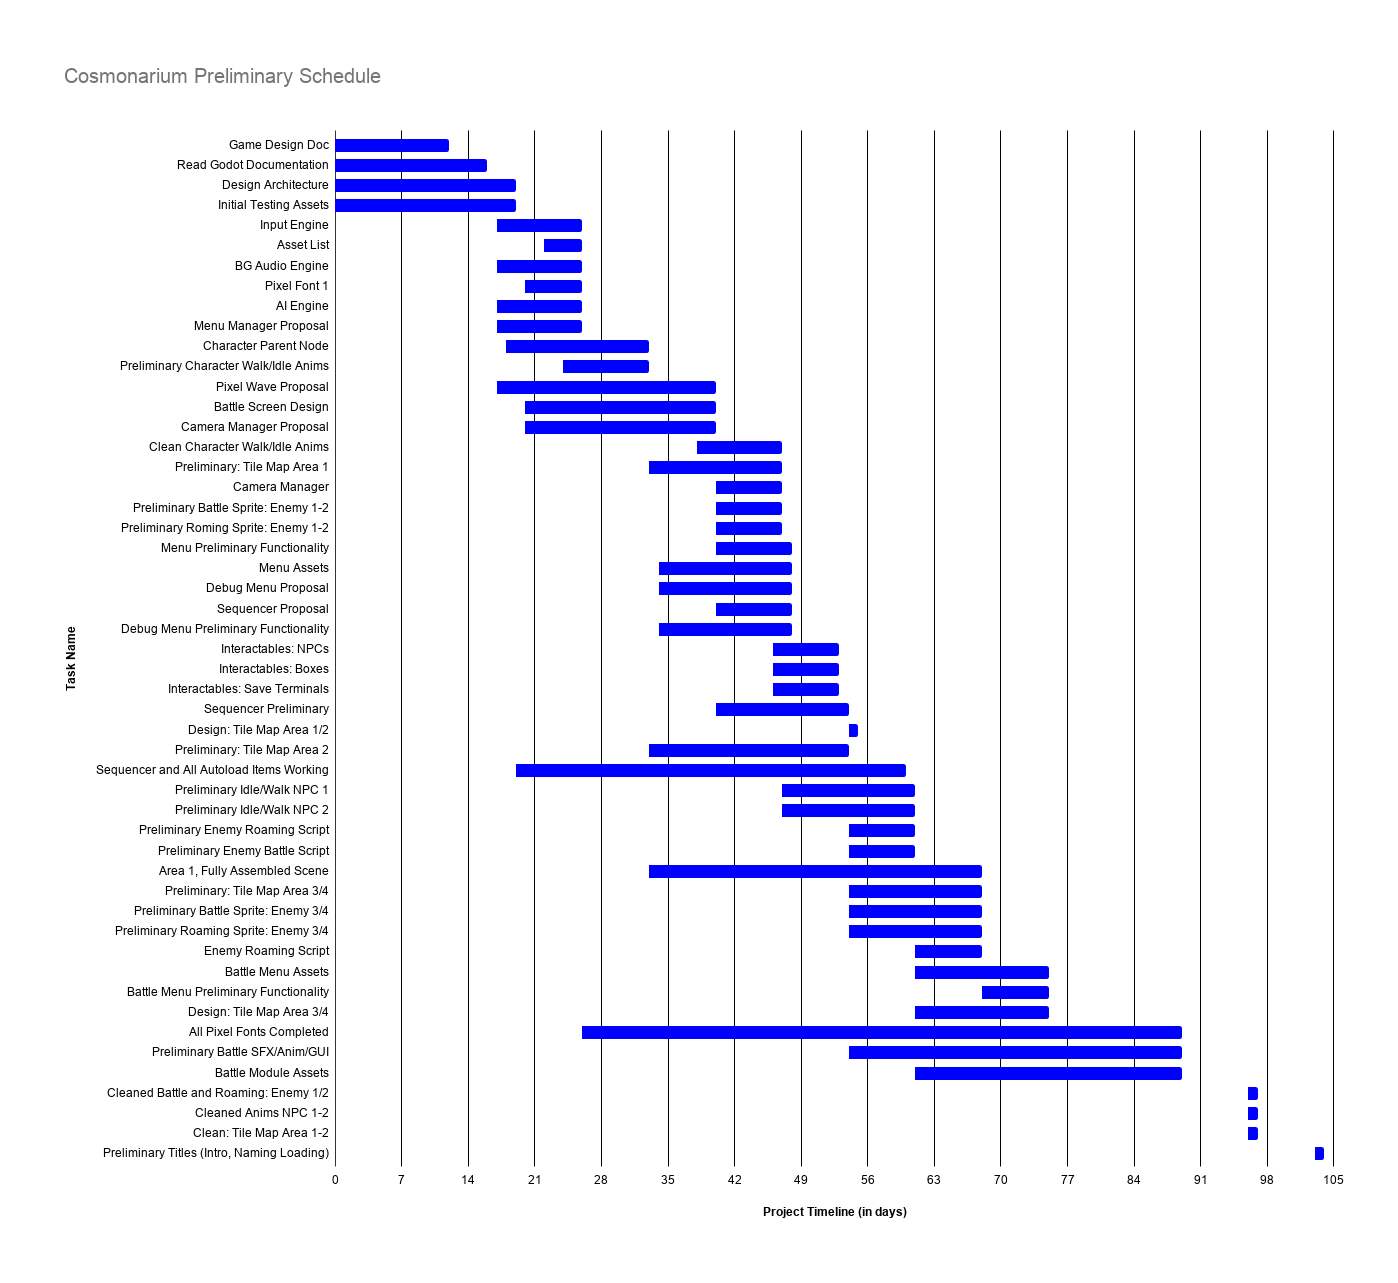 Cosmonarium Preliminary Schedule
Game Design Doc
Read Godot Documentation
Design Architecture
Initial Testing Assets
Input Engine
Asset List
BG Audio Engine
Pixel Font 1
AI Engine
Menu Manager Proposal
Character Parent Node
Preliminary Character Walk/Idle Anims
Pixel Wave Proposal
Battle Screen Design
Camera Manager Proposal
Clean Character Walk/Idle Anims
Preliminary: Tile Map Area 1
Camera Manager
Preliminary Battle Sprite: Enemy 1-2
Preliminary Roming Sprite: Enemy 1-2
Menu Preliminary Functionality
Menu Assets
Debug Menu Proposal
Sequencer Proposal
Debug Menu Preliminary Functionality
Interactables: NPCs
Interactables: Boxes
Interactables: Save Terminals
Sequencer Preliminary
Design: Tile Map Area 1/2
Preliminary: Tile Map Area 2
Sequencer and All Autoload Items Working
Preliminary Idle/Walk NPC 1
Preliminary Idle/Walk NPC 2
Preliminary Enemy Roaming Script
Preliminary Enemy Battle Script
Area 1, Fully Assembled Scene
Preliminary: Tile Map Area 3/4
Preliminary Battle Sprite: Enemy 3/4
Preliminary Roaming Sprite: Enemy 3/4
Enemy Roaming Script
Battle Menu Assets
Battle Menu Preliminary Functionality
Design: Tile Map Area 3/4
All Pixel Fonts Completed
Preliminary Battle SFX/Anim/GUI
Battle Module Assets
Cleaned Battle and Roaming: Enemy 1/2
Cleaned Anims NPC 1-2
Clean: Tile Map Area 1-2
Preliminary Titles (Intro, Naming Loading)
Task Name
0 7 14 21 28 35 42 49 56 63 70 77 84 91 98 105
Project Timeline (in days)